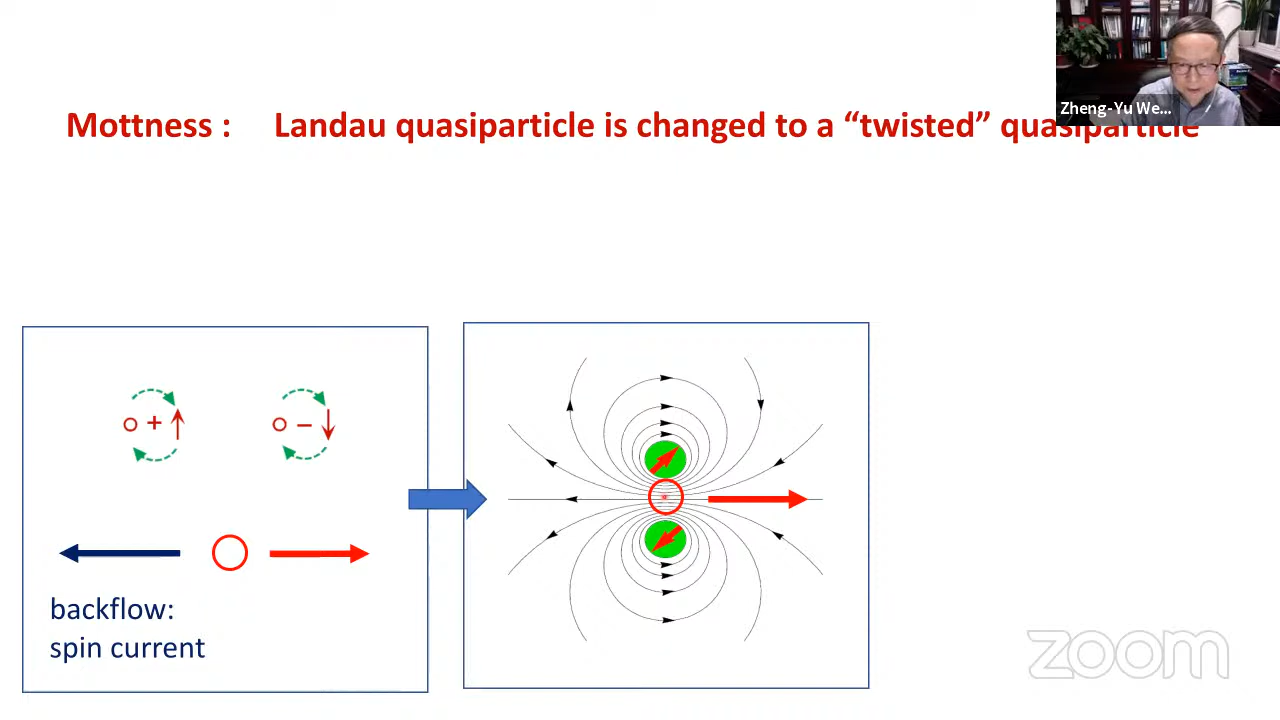 Zheng-Yu We...
Mottness : Landau quasiparticle is changed to a “twisted” quasiparticle
+
−
backflow:
spin current
zoom